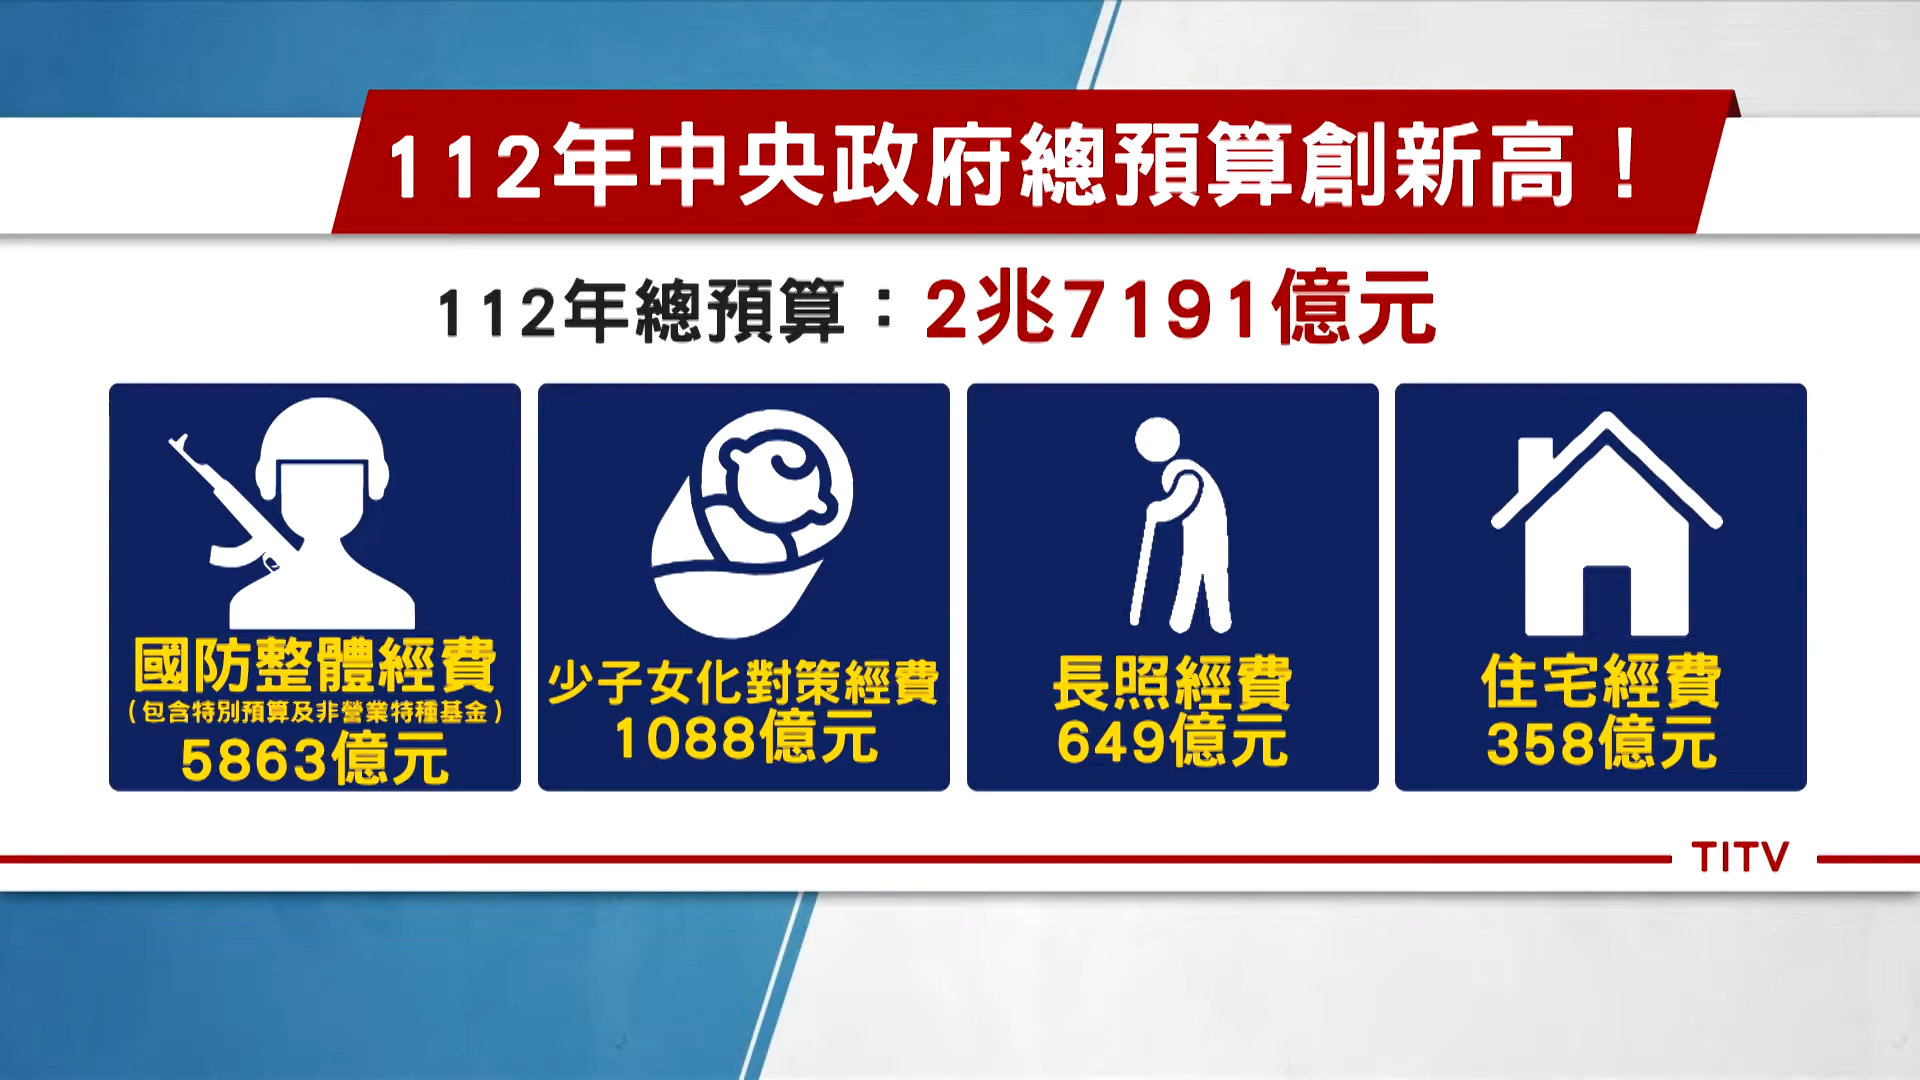 112年中央政府總預算創新高！
112年總預算：2兆7191億元
國防整體經費
（包含特別預算及非營業特種基金）
5863億元
少子女化對策經費
1088億元
長照經費
649億元
住宅經費
358億元
TITV